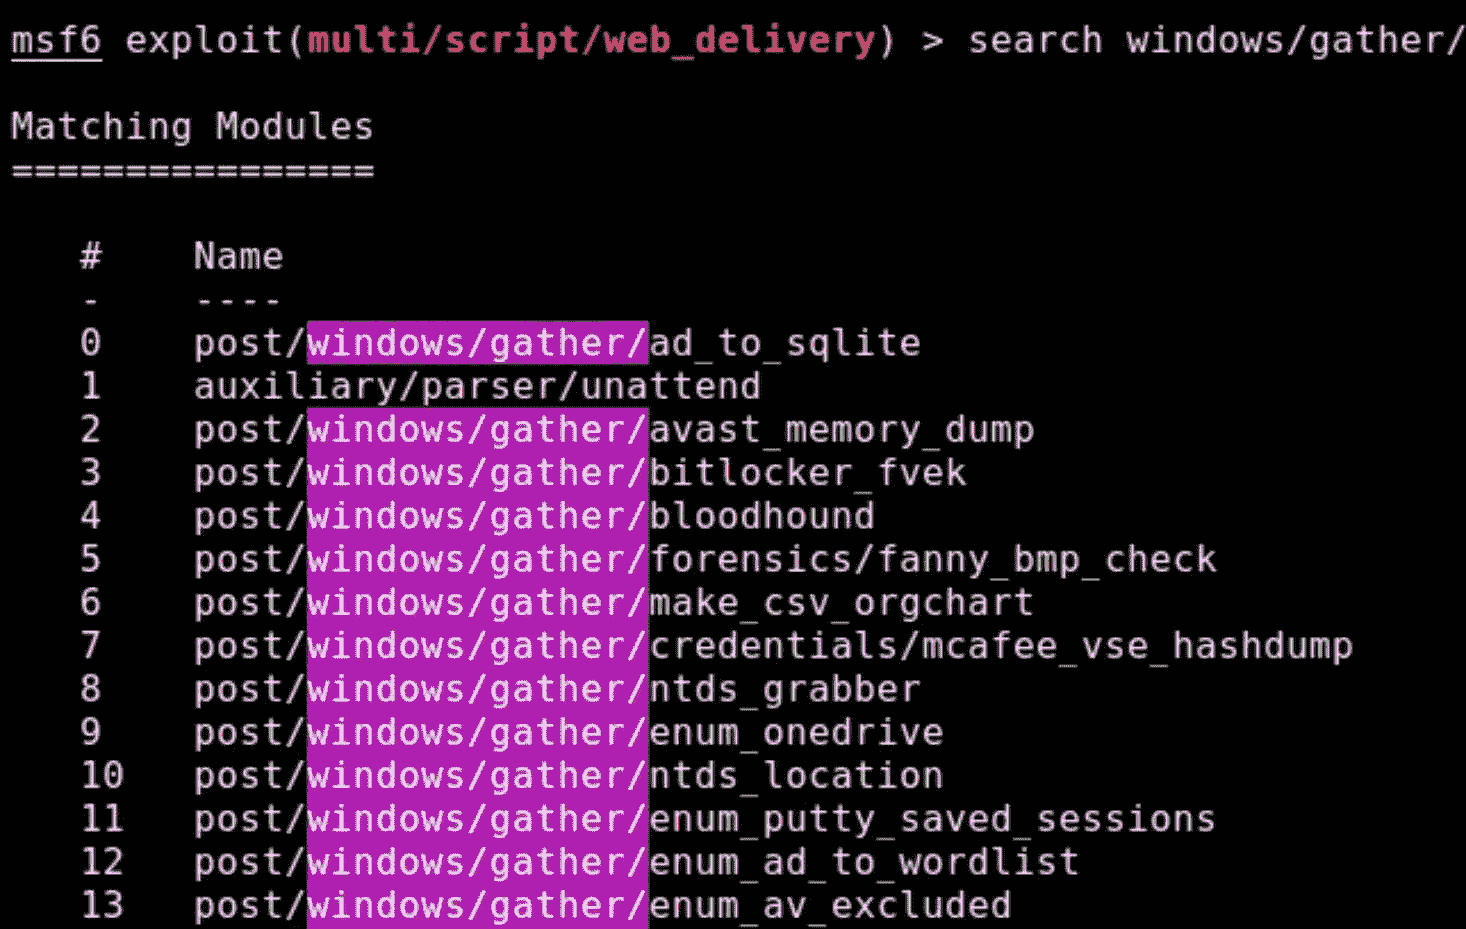 msf6 exploit(multi/script/web_delivery) > search windows/gather/
Matching Modules
================
# Name
- ----
0 post/windows/gather/ad_to_sqlite
1 auxiliary/parser/unattend
2 post/windows/gather/avast_memory_dump
3 post/windows/gather/bitlocker_fvek
4 post/windows/gather/bloodhound
5 post/windows/gather/forensics/fanny_bmp_check
6 post/windows/gather/make_csv_orgchart
7 post/windows/gather/credentials/mcafee_vse_hashdump
8 post/windows/gather/ntds_grabber
9 post/windows/gather/enum_onedrive
10 post/windows/gather/ntds_location
11 post/windows/gather/enum_putty_saved_sessions
12 post/windows/gather/enum_ad_to_wordlist
13 post/windows/gather/enum_av_excluded